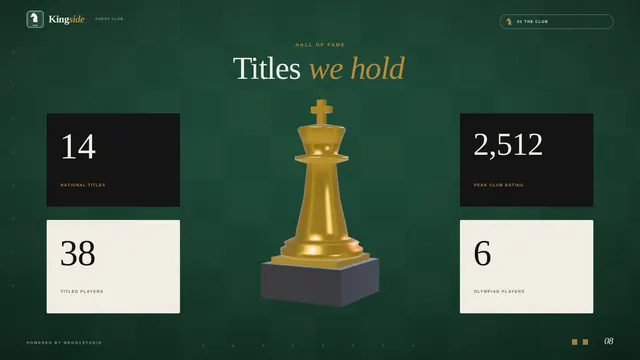 Kingside
CHESS CLUB
01 THE CLUB
HALL OF FAME
Titles we hold
14
NATIONAL TITLES
2,512
PEAK CLUB RATING
38
TITLED PLAYERS
6
OLYMPIAD PLAYERS
POWERED BY REGGYSTUDIO
08